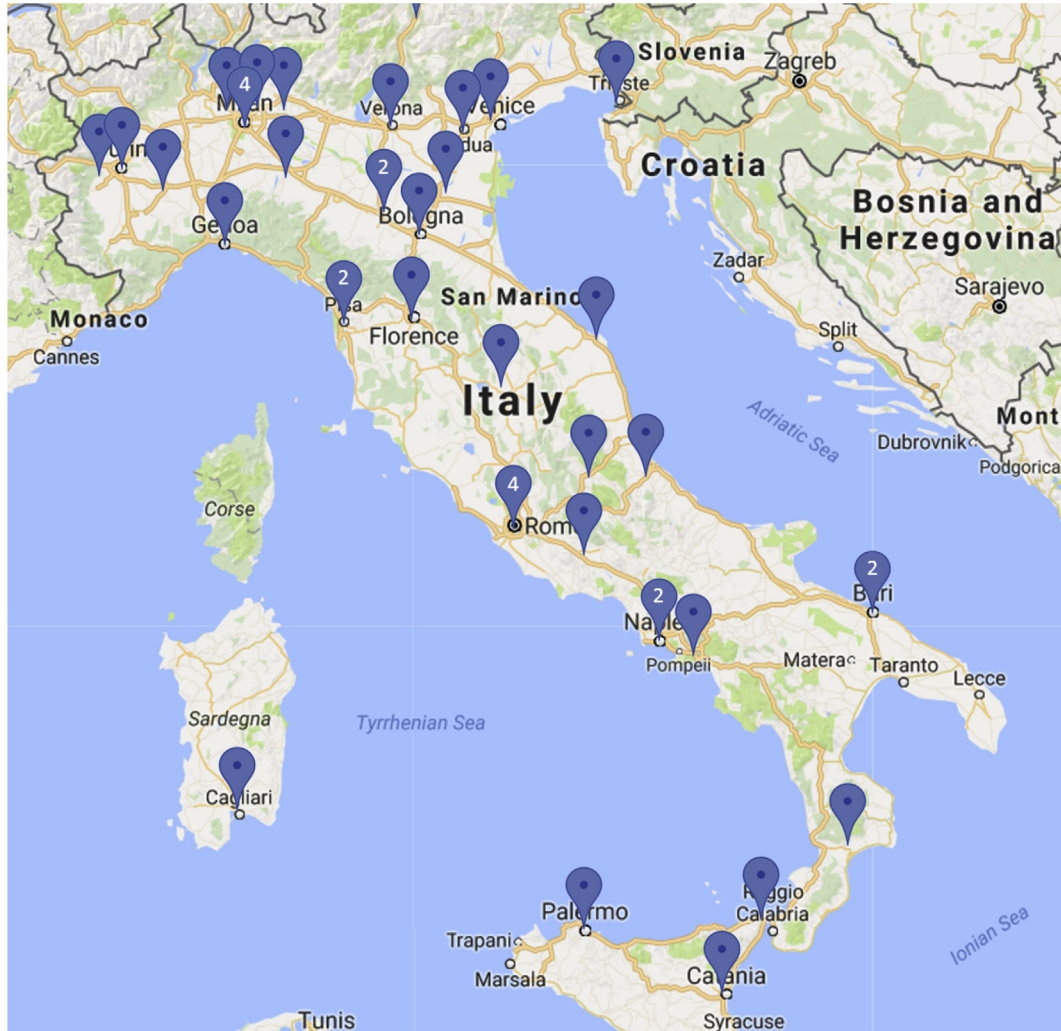 Slovenia
Zagreb
Trieste
4
Milan
Verona
Venice
Croatia
2
Bologna
Bosnia and
Herzegovina
Genoa
Zadar
Sarajevo
2
Pisa
San Marino
Monaco
Florence
Split
Cannes
Italy
Adriatic Sea
Mont
Dubrovnik
Podgorica
4
Corse
Rome
2
2
Bari
Naples
Pompeii
Matera
Taranto
Lecce
Sardegna
Tyrrhenian Sea
Cagliari
Reggio
Calabria
Palermo
Trapani
Marsala
Catania
Ionian Sea
Tunis
Syracuse